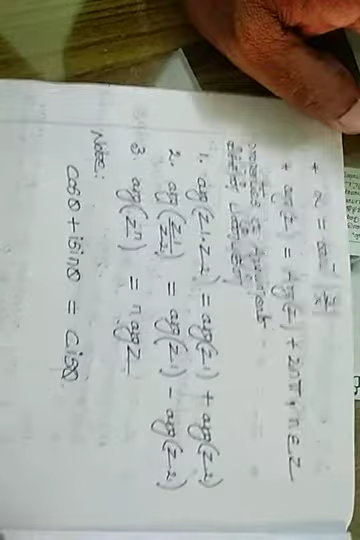 + α = tan⁻¹ |y/x|
+ arg(z) = Arg(z) + 2nπ, n ∈ Z
1. arg(z₁.z₂) = arg(z₁) + arg(z₂)
2. arg(z₁/z₂) = arg(z₁) - arg(z₂)
3. arg(zⁿ) = n arg z
Note:
cosθ + isinθ = cisθ